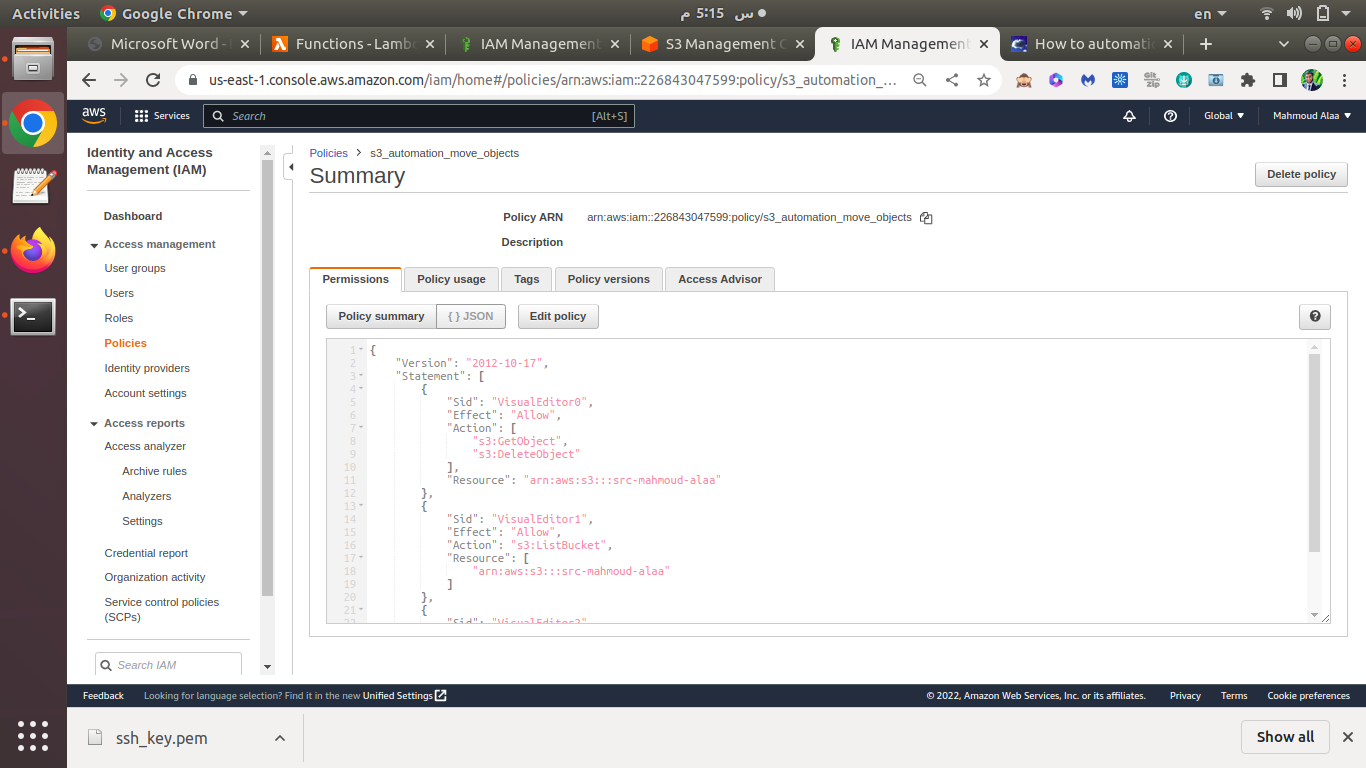 Activities
Google Chrome
س 5:15 م
en
Microsoft Word -
Functions - Lamb
IAM Management
S3 Management C
IAM Management
How to automati
us-east-1.console.aws.amazon.com/iam/home#/policies/arn:aws:iam::226843047599:policy/s3_automation_...
aws
Services
Search
[Alt+S]
Global
Mahmoud Alaa
Identity and Access
Management (IAM)
Dashboard
Access management
User groups
Users
Roles
Policies
Identity providers
Account settings
Access reports
Access analyzer
Archive rules
Analyzers
Settings
Credential report
Organization activity
Service control policies
(SCPs)
Search IAM
Policies > s3_automation_move_objects
Summary
Delete policy
Policy ARN
arn:aws:iam::226843047599:policy/s3_automation_move_objects
Description
Permissions
Policy usage
Tags
Policy versions
Access Advisor
Policy summary
{ } JSON
Edit policy
1 {
2 "Version": "2012-10-17",
3 "Statement": [
4 {
5 "Sid": "VisualEditor0",
6 "Effect": "Allow",
7 "Action": [
8 "s3:GetObject",
9 "s3:DeleteObject"
10 ],
11 "Resource": "arn:aws:s3:::src-mahmoud-alaa"
12 },
13 {
14 "Sid": "VisualEditor1",
15 "Effect": "Allow",
16 "Action": "s3:ListBucket",
17 "Resource": [
18 "arn:aws:s3:::src-mahmoud-alaa"
19 ]
20 },
21 {
22 "Sid": "VisualEditor2"
Feedback
Looking for language selection? Find it in the new Unified Settings
© 2022, Amazon Web Services, Inc. or its affiliates.
Privacy
Terms
Cookie preferences
ssh_key.pem
Show all